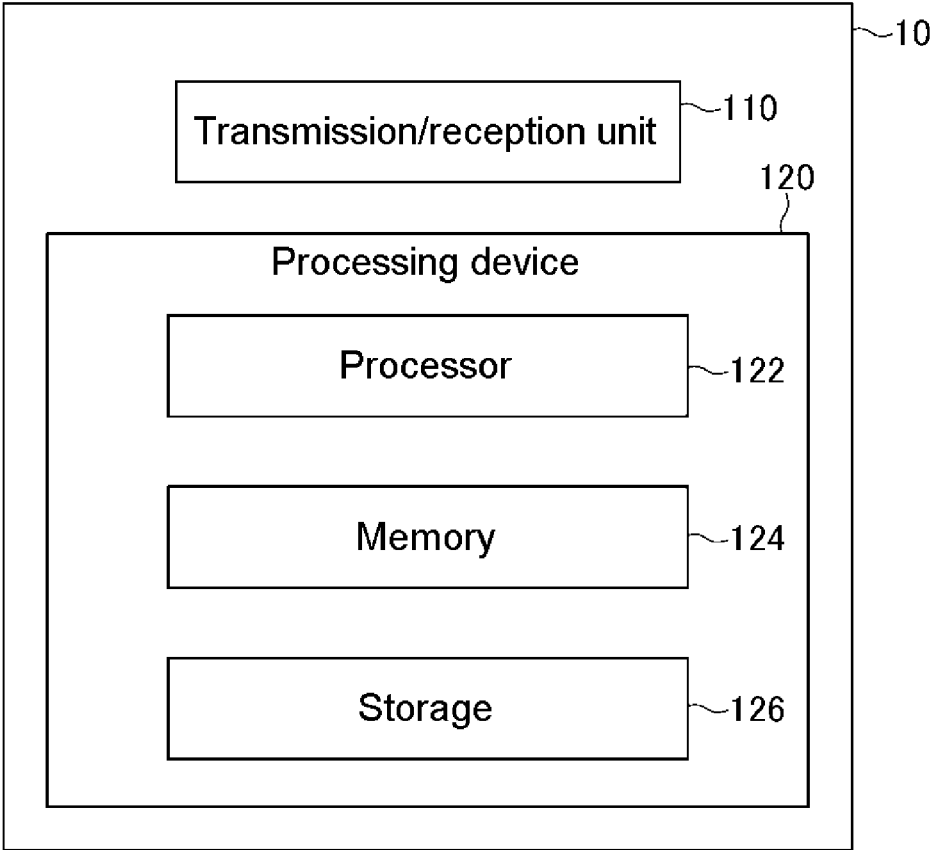 10
Transmission/reception unit
110
120
Processing device
Processor
122
Memory
124
Storage
126